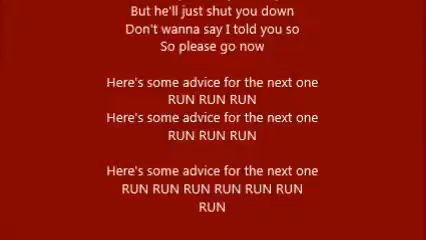 But he'll just shut you down
Don't wanna say I told you so
So please go now
Here's some advice for the next one
RUN RUN RUN
Here's some advice for the next one
RUN RUN RUN
Here's some advice for the next one
RUN RUN RUN RUN RUN RUN
RUN